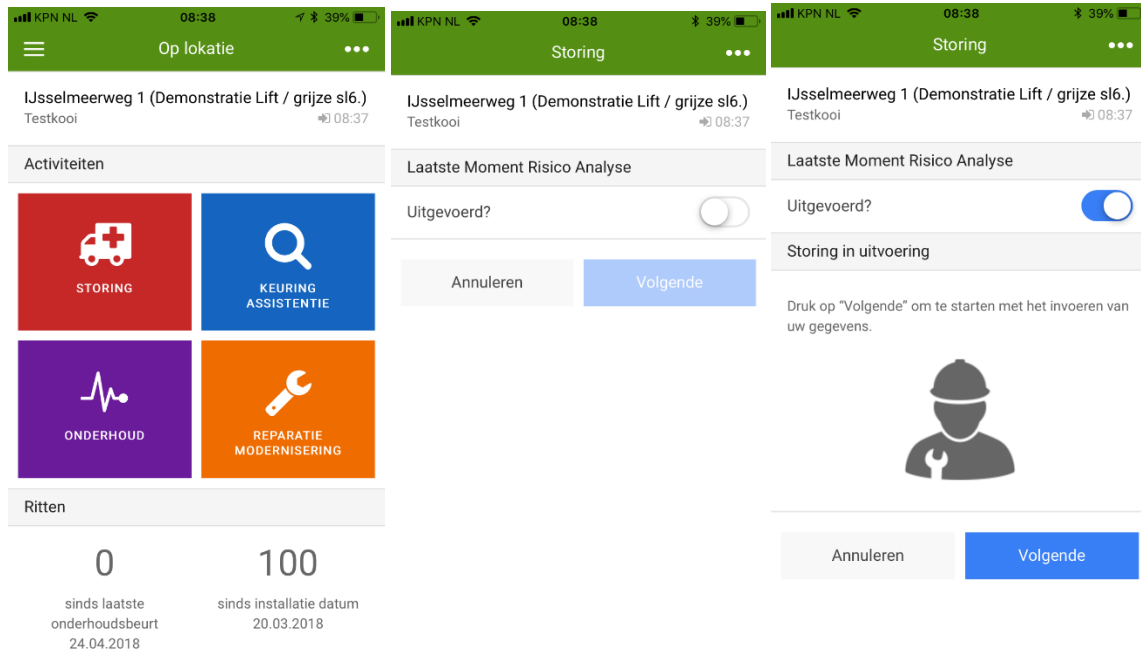 KPN NL 08:38 39%
Op lokatie
IJsselmeerweg 1 (Demonstratie Lift / grijze sl6.)
Testkooi 08:37
Activiteiten
STORING
KEURING
ASSISTENTIE
ONDERHOUD
REPARATIE
MODERNISERING
Ritten
0
sinds laatste
onderhoudsbeurt
24.04.2018
100
sinds installatie datum
20.03.2018
KPN NL 08:38 39%
Storing
IJsselmeerweg 1 (Demonstratie Lift / grijze sl6.)
Testkooi 08:37
Laatste Moment Risico Analyse
Uitgevoerd?
Annuleren Volgende
KPN NL 08:38 39%
Storing
IJsselmeerweg 1 (Demonstratie Lift / grijze sl6.)
Testkooi 08:37
Laatste Moment Risico Analyse
Uitgevoerd?
Storing in uitvoering
Druk op “Volgende” om te starten met het invoeren van
uw gegevens.
Annuleren Volgende